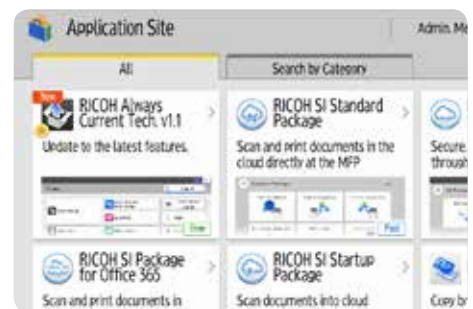 Application Site
Admin. Me
All
Search by Category
New
RICOH Always
Current Tech. v1.1
Update to the latest features.
Free
RICOH SI Standard
Package
Scan and print documents in the
cloud directly at the MFP
Paid
Secure
through
RICOH SI Package
for Office 365
Scan and print documents in
RICOH SI Startup
Package
Scan documents into cloud
Copy b